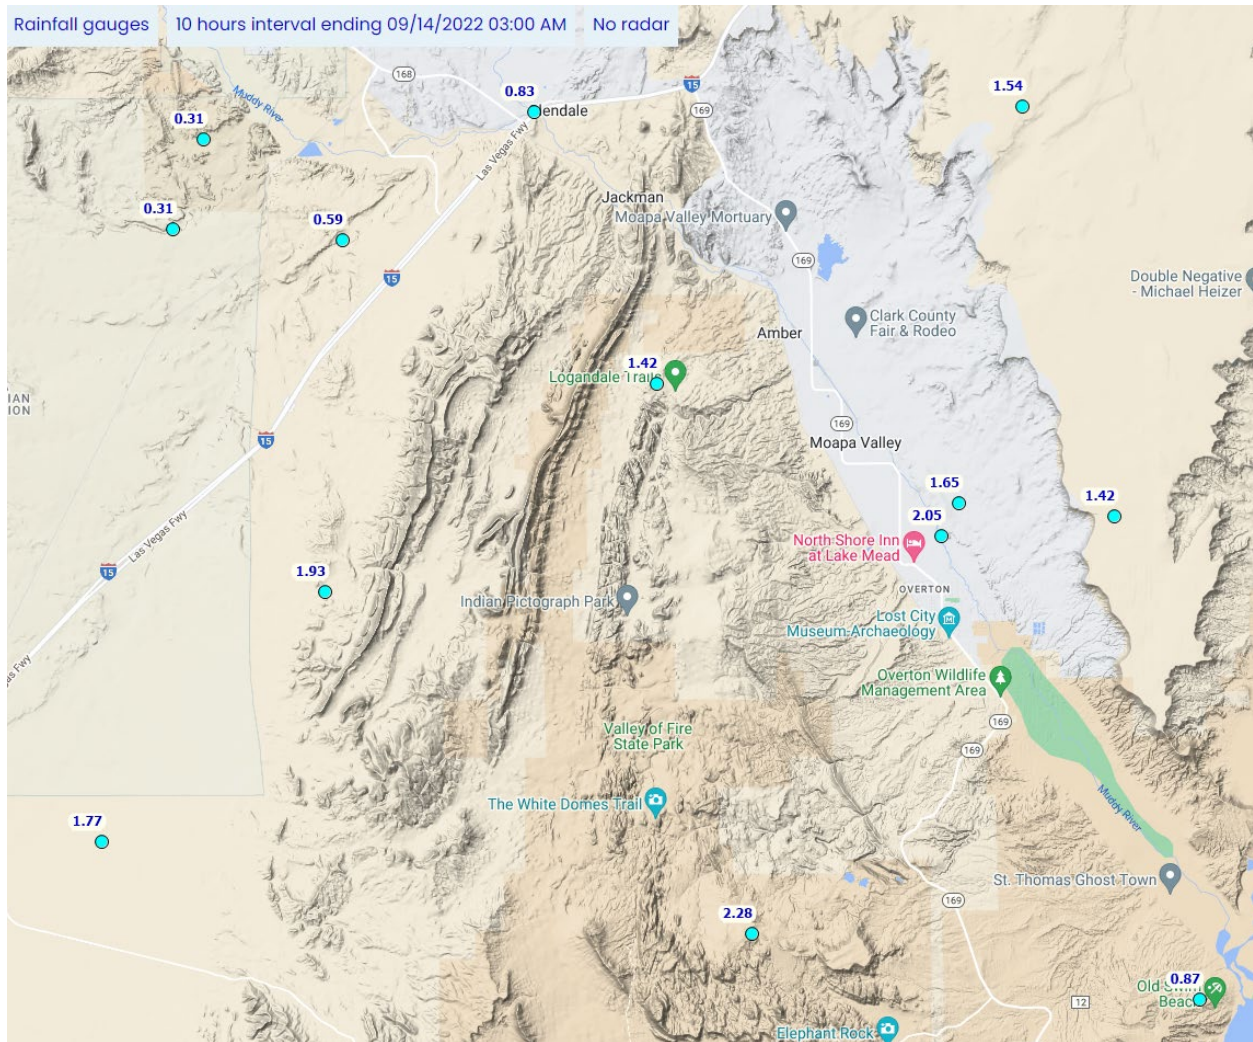 Rainfall gauges
10 hours interval ending 09/14/2022 03:00 AM
No radar
168
15
0.83
lendale
169
1.54
Muddy River
0.31
Las Vegas Fwy
Jackman
0.31
0.59
Moapa Valley Mortuary
169
15
Double Negative
- Michael Heizer
Clark County
Fair & Rodeo
Amber
1.42
Logandale Trails
IAN
ION
15
169
Moapa Valley
1.65
1.42
2.05
Las Vegas Fwy
North Shore Inn
at Lake Mead
15
1.93
OVERTON
Indian Pictograph Park
Lost City
Museum-Archaeology
as Fwy
Overton Wildlife
Management Area
169
Valley of Fire
State Park
169
The White Domes Trail
Muddy River
1.77
St. Thomas Ghost Town
169
2.28
0.87
Old Swim
Beach
12
Elephant Rock